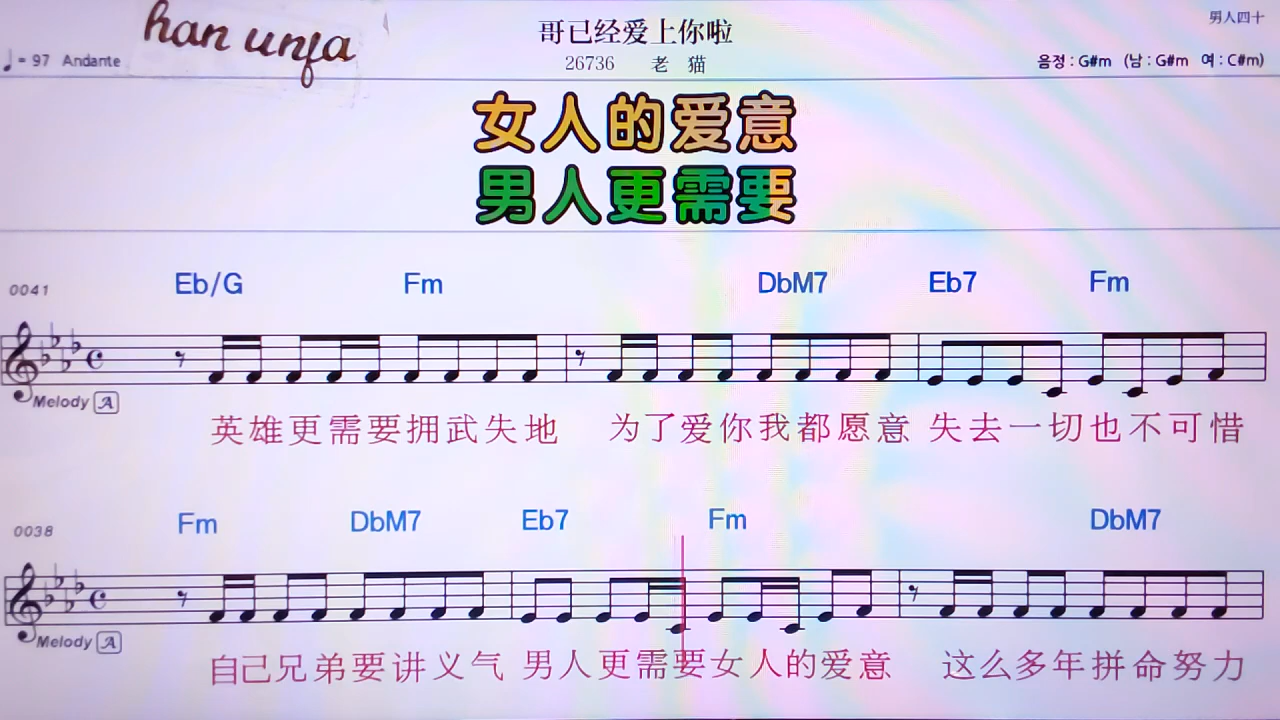 han unfa
哥已经爱上你啦
男人四十
♩= 97 Andante
26736 老 猫
음정 : G#m (남 : G#m 여 : C#m)
女人的爱意
男人更需要
0041
Eb/G Fm DbM7 Eb7 Fm
Melody A
英雄更需要拥武失地 为了爱你我都愿意 失去一切也不可惜
0038
Fm DbM7 Eb7 Fm DbM7
Melody A
自己兄弟要讲义气 男人更需要女人的爱意 这么多年拼命努力